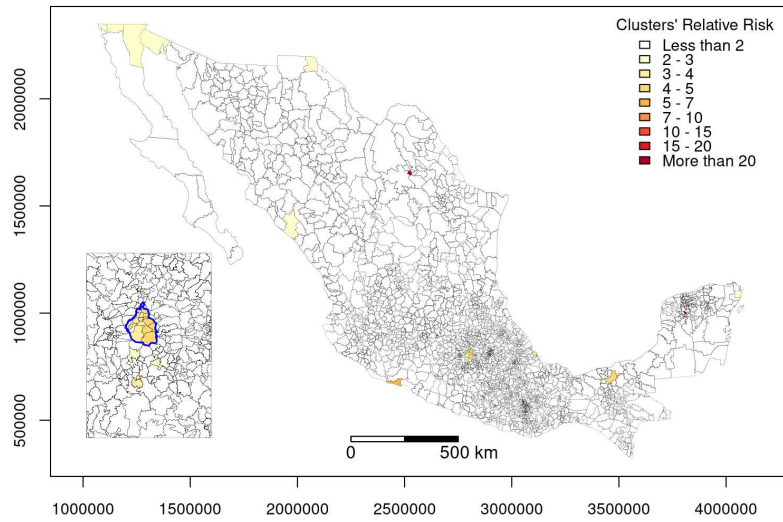 Clusters' Relative Risk
Less than 2
2 - 3
3 - 4
4 - 5
5 - 7
7 - 10
10 - 15
15 - 20
More than 20
2000000
1500000
1000000
500000
0 500 km
1000000 1500000 2000000 2500000 3000000 3500000 4000000